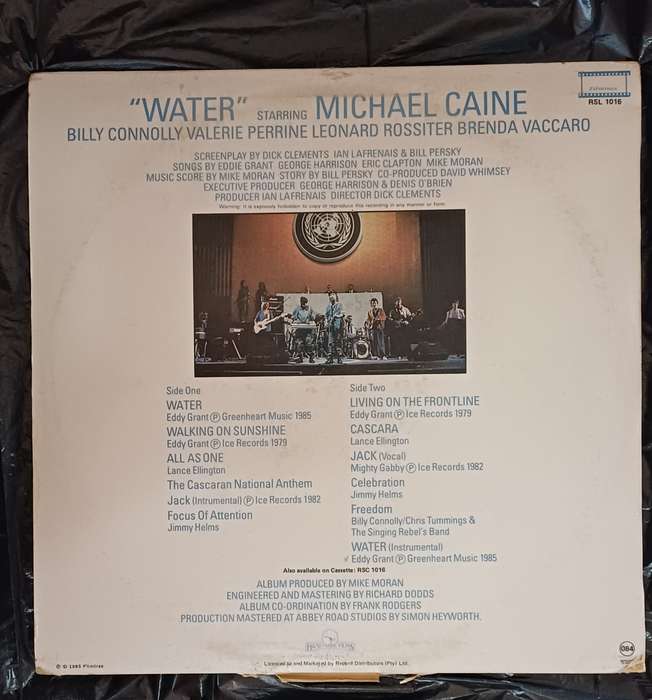 Filmtrax
RSL 1016
"WATER" STARRING MICHAEL CAINE
BILLY CONNOLLY VALERIE PERRINE LEONARD ROSSITER BRENDA VACCARO
SCREENPLAY BY DICK CLEMENTS IAN LAFRENAIS & BILL PERSKY
SONGS BY EDDIE GRANT GEORGE HARRISON ERIC CLAPTON MIKE MORAN
MUSIC SCORE BY MIKE MORAN STORY BY BILL PERSKY CO-PRODUCED DAVID WHIMSEY
EXECUTIVE PRODUCER GEORGE HARRISON & DENIS O'BRIEN
PRODUCER IAN LAFRENAIS DIRECTOR DICK CLEMENTS
Warning: It is expressly forbidden to copy or reproduce this recording in any manner or form
Side One
WATER
Eddy Grant Ⓟ Greenheart Music 1985
WALKING ON SUNSHINE
Eddy Grant Ⓟ Ice Records 1979
ALL AS ONE
Lance Ellington
The Cascaran National Anthem
Jack (Intrumental) Ⓟ Ice Records 1982
Focus Of Attention
Jimmy Helms
Side Two
LIVING ON THE FRONTLINE
Eddy Grant Ⓟ Ice Records 1979
CASCARA
Lance Ellington
JACK (Vocal)
Mighty Gabby Ⓟ Ice Records 1982
Celebration
Jimmy Helms
Freedom
Billy Connolly/Chris Tummings &
The Singing Rebel's Band
WATER (Instrumental)
Eddy Grant Ⓟ Greenheart Music 1985
Also available on Cassette: RSC 1016
ALBUM PRODUCED BY MIKE MORAN
ENGINEERED AND MASTERING BY RICHARD DODDS
ALBUM CO-ORDINATION BY FRANK RODGERS
PRODUCTION MASTERED AT ABBEY ROAD STUDIOS BY SIMON HEYWORTH.
HANDMADE FILMS
Ⓟ © 1985 Filmtrax
Licensed to and Marketed by Record Distributors (Pty) Ltd.
084